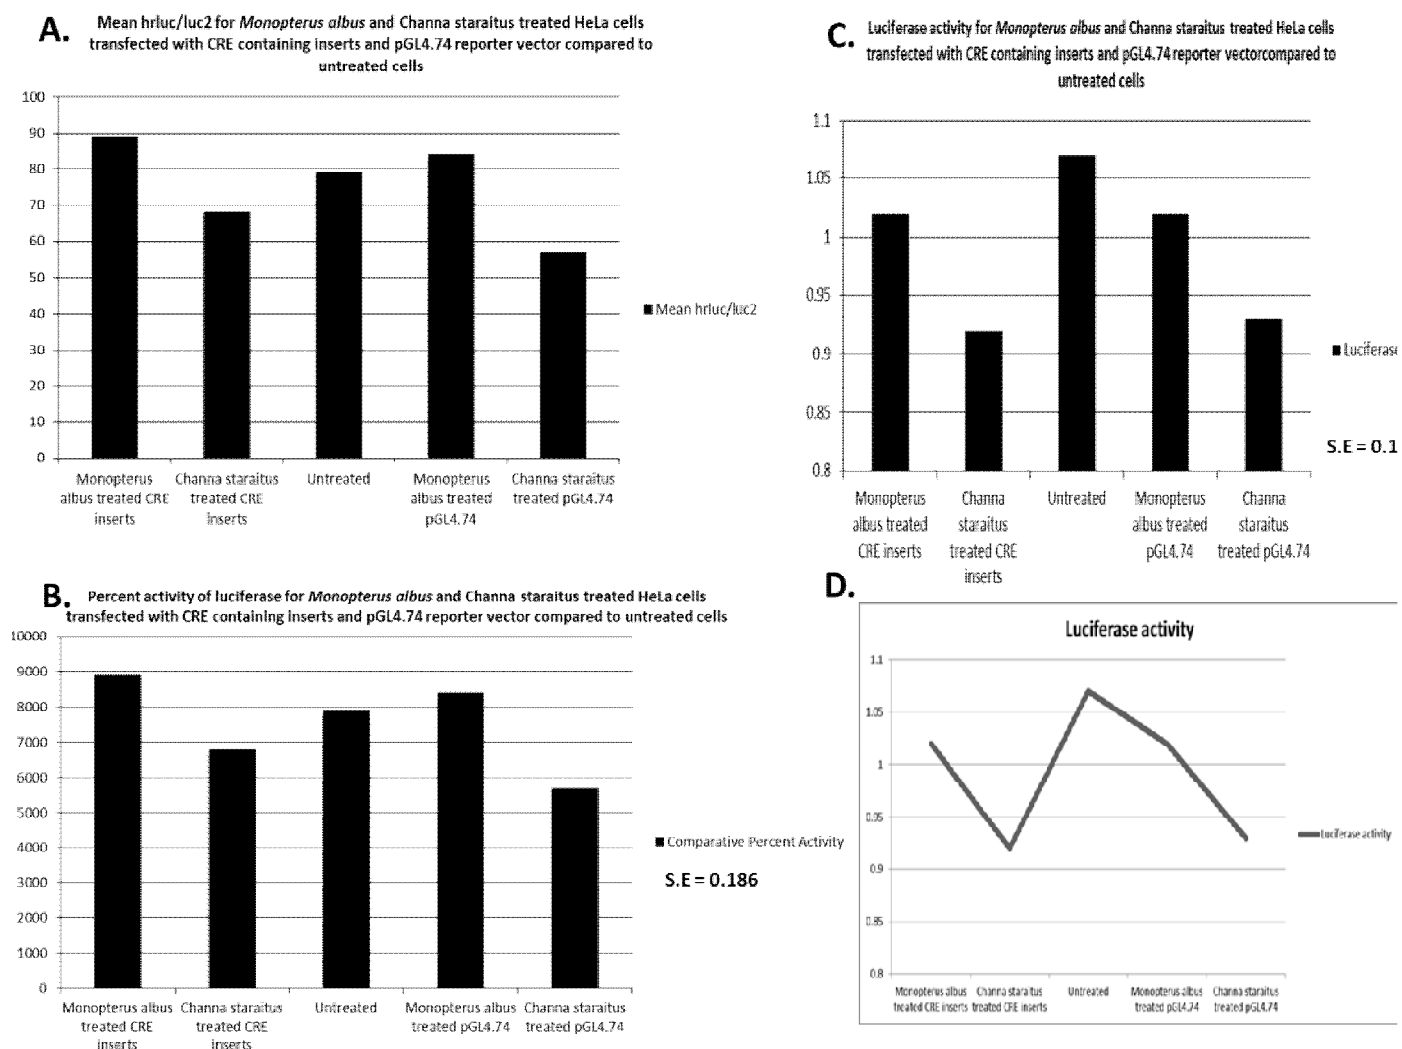 A.
Mean hrluc/luc2 for Monopterus albus and Channa staraitus treated HeLa cells
transfected with CRE containing inserts and pGL4.74 reporter vector compared to
untreated cells
100
90
80
70
60
50
40
30
20
10
0
Monopterus
albus treated CRE
inserts
Channa staraitus
treated CRE
inserts
Untreated
Monopterus
albus treated
pGL4.74
Channa staraitus
treated pGL4.74
Mean hrluc/luc2
B.
Percent activity of luciferase for Monopterus albus and Channa staraitus treated HeLa cells
transfected with CRE containing inserts and pGL4.74 reporter vector compared to untreated cells
10000
9000
8000
7000
6000
5000
4000
3000
2000
1000
0
Monopterus albus
treated CRE
inserts
Channa staraitus
treated CRE
inserts
Untreated
Monopterus albus
treated pGL4.74
Channa staraitus
treated pGL4.74
Comparative Percent Activity
S.E = 0.186
C.
Luciferase activity for Monopterus albus and Channa staraitus treated HeLa cells
transfected with CRE containing inserts and pGL4.74 reporter vectorcompared to
untreated cells
1.1
1.05
1
0.95
0.9
0.85
0.8
Monopterus
albus treated
CRE inserts
Channa
staraitus
treated CRE
inserts
Untreated
Monopterus
albus treated
pGL4.74
Channa
staraitus
treated pGL4.74
Luciferase
S.E = 0.1
D.
Luciferase activity
1.1
1.05
1
0.95
0.9
0.85
0.8
Monopterus albus
treated CRE inserts
Channa staraitus
treated CRE inserts
Untreated
Monopterus albus
treated pGL4.74
Channa staraitus
treated pGL4.74
Luciferase activity